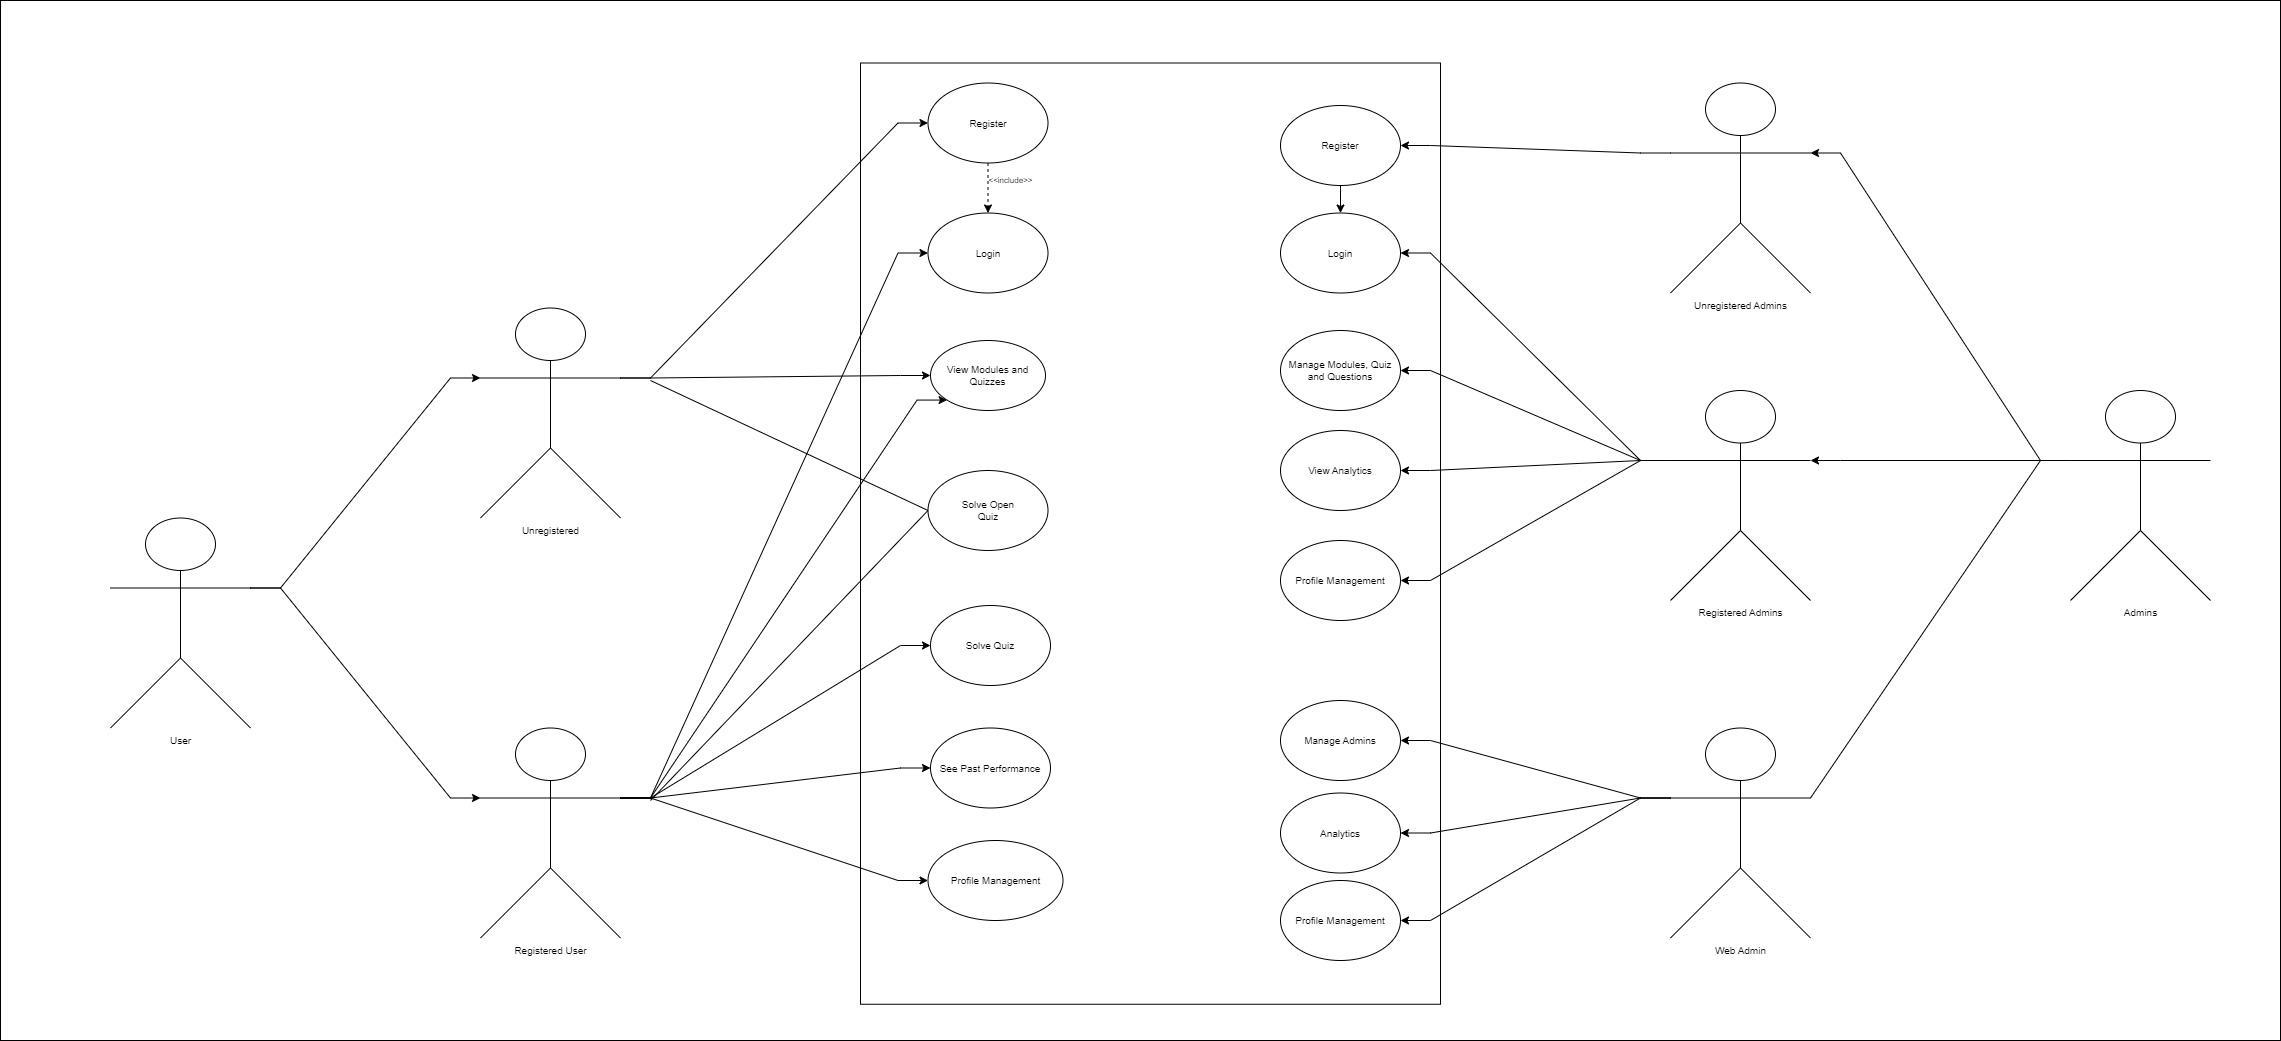 Register
<<include>>
Login
View Modules and
Quizzes
Solve Open
Quiz
Solve Quiz
See Past Performance
Profile Management
Register
Login
Manage Modules, Quiz
and Questions
View Analytics
Profile Management
Manage Admins
Analytics
Profile Management
Unregistered
User
Registered User
Unregistered Admins
Registered Admins
Admins
Web Admin